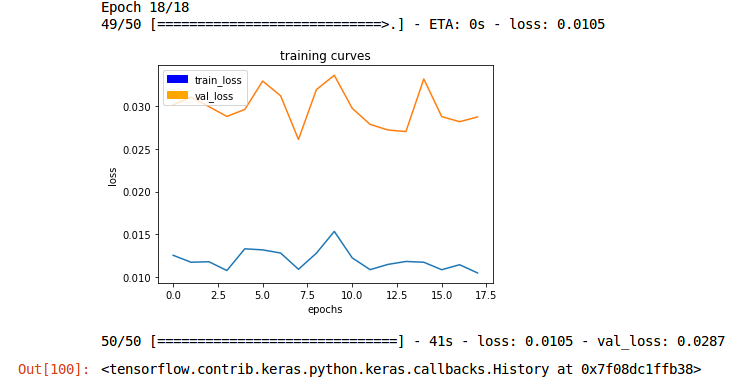 Epoch 18/18
49/50 [============================>.] - ETA: 0s - loss: 0.0105
training curves
train_loss
val_loss
0.030
0.025
0.020
0.015
0.010
loss
0.0 2.5 5.0 7.5 10.0 12.5 15.0 17.5
epochs
50/50 [==============================] - 41s - loss: 0.0105 - val_loss: 0.0287
Out[100]: <tensorflow.contrib.keras.python.keras.callbacks.History at 0x7f08dc1ffb38>